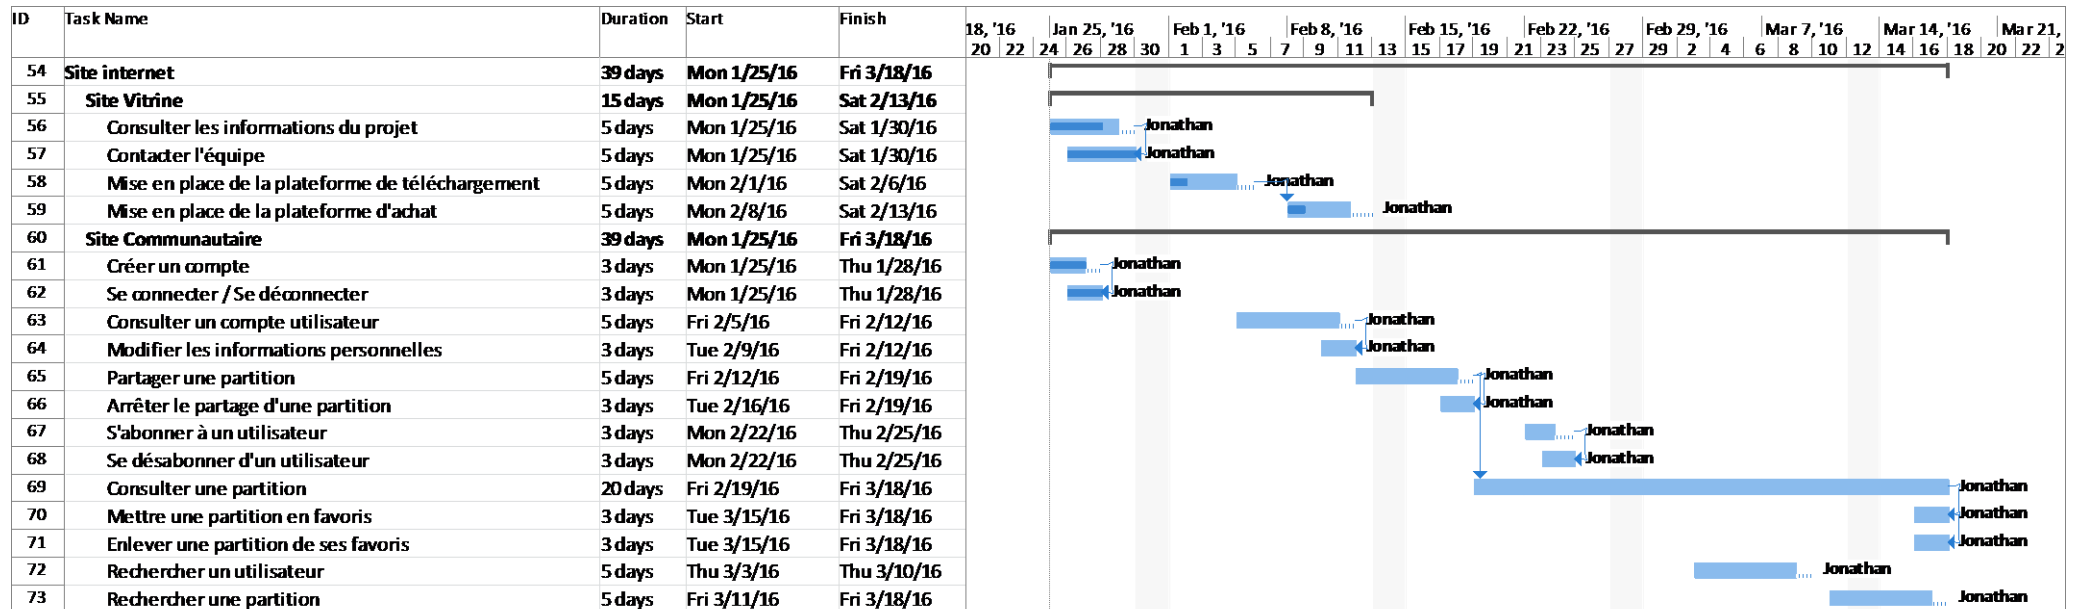 ID Task Name Duration Start Finish 18, '16 Jan 25, '16 Feb 1, '16 Feb 8, '16 Feb 15, '16 Feb 22, '16 Feb 29, '16 Mar 7, '16 Mar 14, '16 Mar 21,
20 22 24 26 28 30 1 3 5 7 9 11 13 15 17 19 21 23 25 27 29 2 4 6 8 10 12 14 16 18 20 22 2
54 Site internet 39 days Mon 1/25/16 Fri 3/18/16
55 Site Vitrine 15 days Mon 1/25/16 Sat 2/13/16
56 Consulter les informations du projet 5 days Mon 1/25/16 Sat 1/30/16 Jonathan
57 Contacter l'équipe 5 days Mon 1/25/16 Sat 1/30/16 Jonathan
58 Mise en place de la plateforme de téléchargement 5 days Mon 2/1/16 Sat 2/6/16 Jonathan
59 Mise en place de la plateforme d'achat 5 days Mon 2/8/16 Sat 2/13/16 Jonathan
60 Site Communautaire 39 days Mon 1/25/16 Fri 3/18/16
61 Créer un compte 3 days Mon 1/25/16 Thu 1/28/16 Jonathan
62 Se connecter / Se déconnecter 3 days Mon 1/25/16 Thu 1/28/16 Jonathan
63 Consulter un compte utilisateur 5 days Fri 2/5/16 Fri 2/12/16 Jonathan
64 Modifier les informations personnelles 3 days Tue 2/9/16 Fri 2/12/16 Jonathan
65 Partager une partition 5 days Fri 2/12/16 Fri 2/19/16 Jonathan
66 Arrêter le partage d'une partition 3 days Tue 2/16/16 Fri 2/19/16 Jonathan
67 S'abonner à un utilisateur 3 days Mon 2/22/16 Thu 2/25/16 Jonathan
68 Se désabonner d'un utilisateur 3 days Mon 2/22/16 Thu 2/25/16 Jonathan
69 Consulter une partition 20 days Fri 2/19/16 Fri 3/18/16 Jonathan
70 Mettre une partition en favoris 3 days Tue 3/15/16 Fri 3/18/16 Jonathan
71 Enlever une partition de ses favoris 3 days Tue 3/15/16 Fri 3/18/16 Jonathan
72 Rechercher un utilisateur 5 days Thu 3/3/16 Thu 3/10/16 Jonathan
73 Rechercher une partition 5 days Fri 3/11/16 Fri 3/18/16 Jonathan